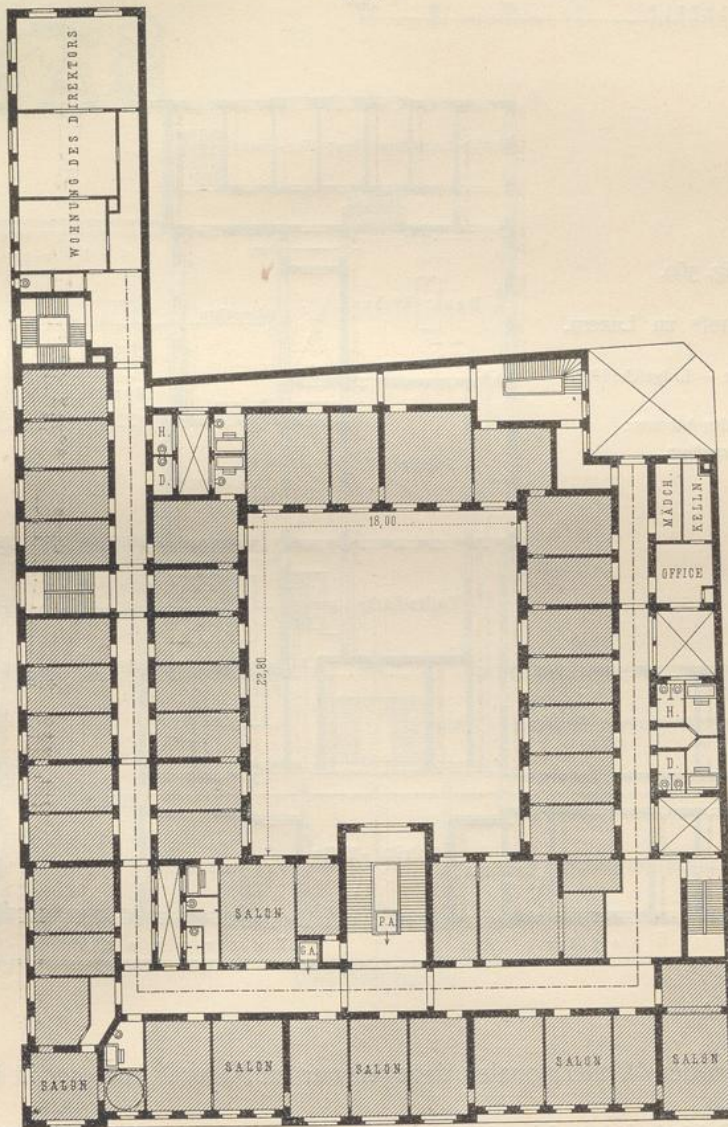 WOHNUNG DES DIREKTORS
H.
D.
MÄDCH.
KELLN.
OFFICE
18,00
22,80
H.
D.
SALON
P.A.
G.A.
SALON
SALON
SALON
SALON
SALON